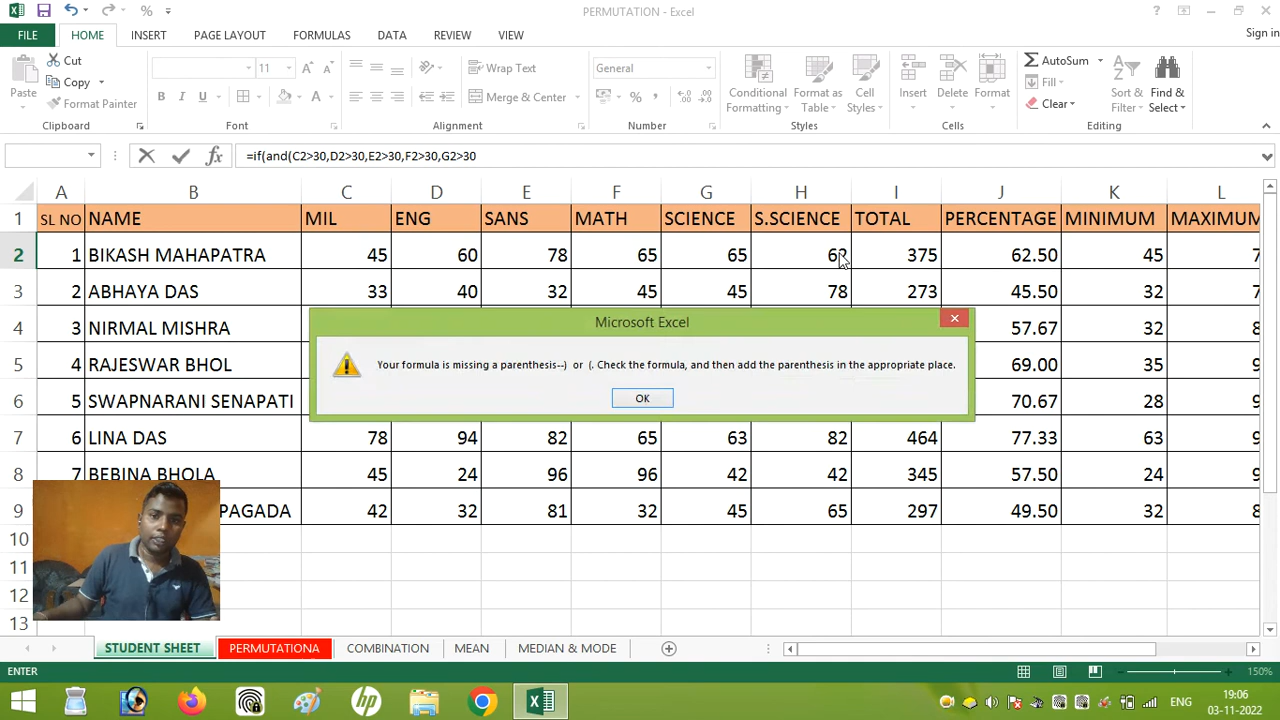 PERMUTATION - Excel
Sign in
FILE HOME INSERT PAGE LAYOUT FORMULAS DATA REVIEW VIEW
Cut
Copy
Format Painter
Paste
Clipboard
11
Font
Wrap Text
Merge & Center
Alignment
General
Number
Conditional Formatting
Format as Table
Cell Styles
Styles
Insert Delete Format
Cells
AutoSum
Fill
Clear
Sort & Filter
Find & Select
Editing
=if(and(C2>30,D2>30,E2>30,F2>30,G2>30
A B C D E F G H I J K L
1 SL NO NAME MIL ENG SANS MATH SCIENCE S.SCIENCE TOTAL PERCENTAGE MINIMUM MAXIMUM
2 1 BIKASH MAHAPATRA 45 60 78 65 65 375 62.50 45
3 2 ABHAYA DAS 33 40 32 45 45 78 273 45.50 32
4 3 NIRMAL MISHRA 57.67 32
5 4 RAJESWAR BHOL 69.00 35
6 5 SWAPNARANI SENAPATI 70.67 28
7 6 LINA DAS 78 94 82 65 63 82 464 77.33 63
8 7 BEBINA BHOLA 45 24 96 96 42 42 345 57.50 24
9 PAGADA 42 32 81 32 45 65 297 49.50 32
10
11
12
13
Microsoft Excel
Your formula is missing a parenthesis--) or (. Check the formula, and then add the parenthesis in the appropriate place.
OK
STUDENT SHEET PERMUTATIONA COMBINATION MEAN MEDIAN & MODE
ENTER
150%
ENG
19:06
03-11-2022